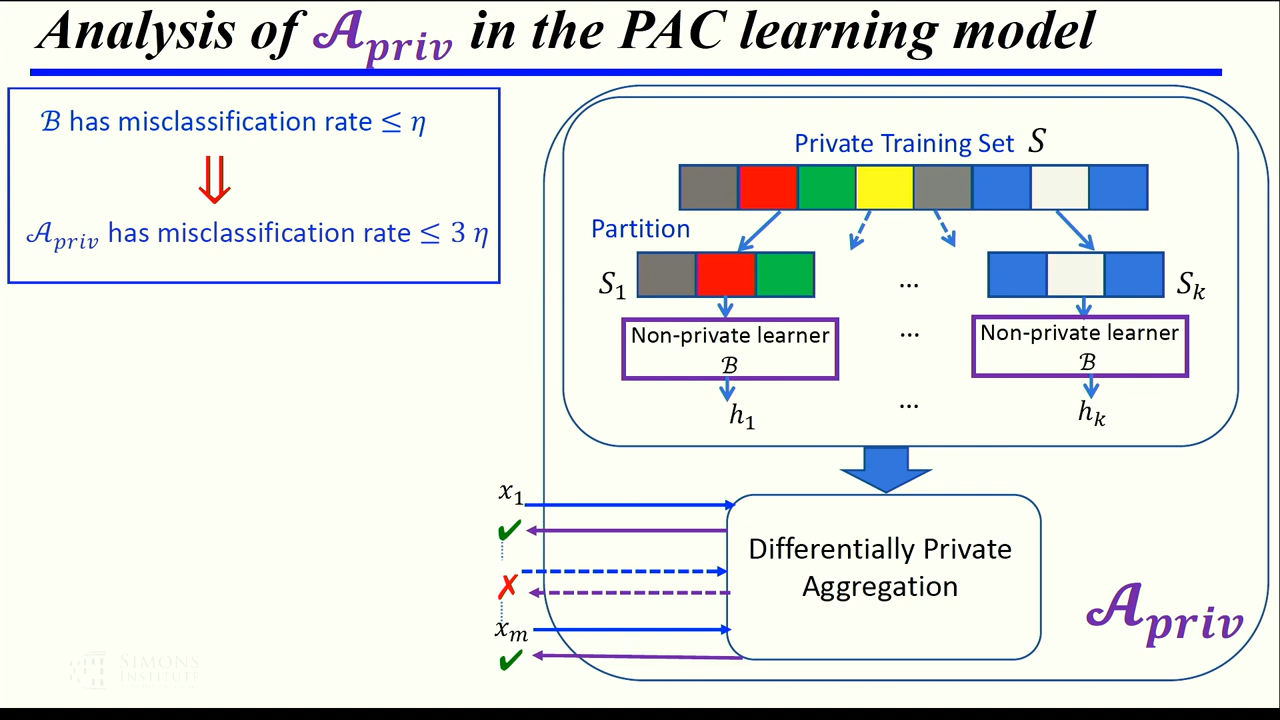 Analysis of 𝒜priv in the PAC learning model
ℬ has misclassification rate ≤ η
⇓
𝒜priv has misclassification rate ≤ 3 η
Private Training Set S
Partition
S1 ... Sk
Non-private learner ℬ ... Non-private learner ℬ
h1 ... hk
x1
✔
✗
xm
✔
Differentially Private
Aggregation
𝒜priv
SIMONS
INSTITUTE